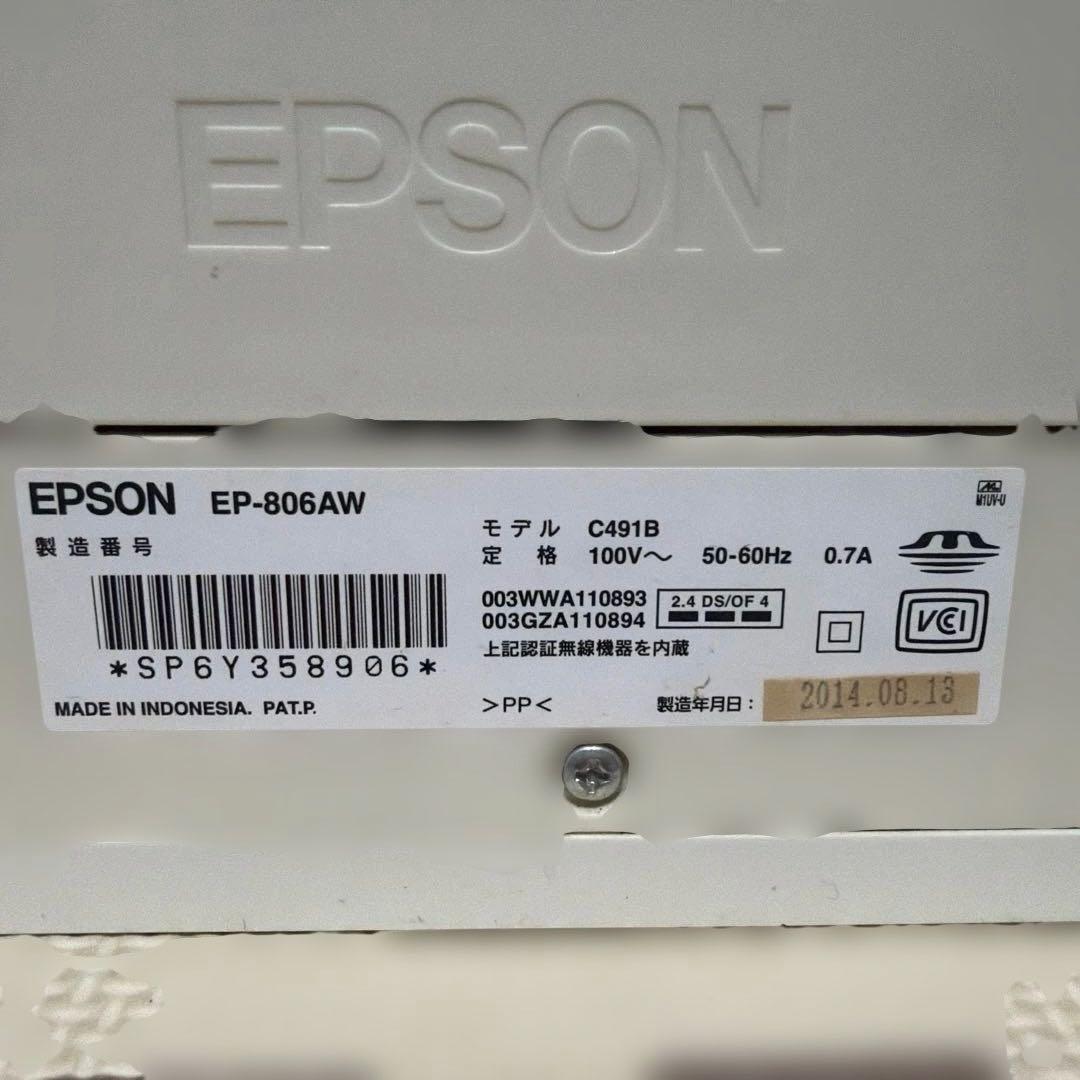 EPSON
EPSON EP-806AW
製造番号
*SP6Y358906*
MADE IN INDONESIA. PAT.P.
モデル C491B
定格 100V～ 50-60Hz 0.7A
003WWA110893
003GZA110894
2.4 DS/OF 4
上記認証無線機器を内蔵
>PP<
製造年月日：2014.08.13
M1UV-U
VCCI